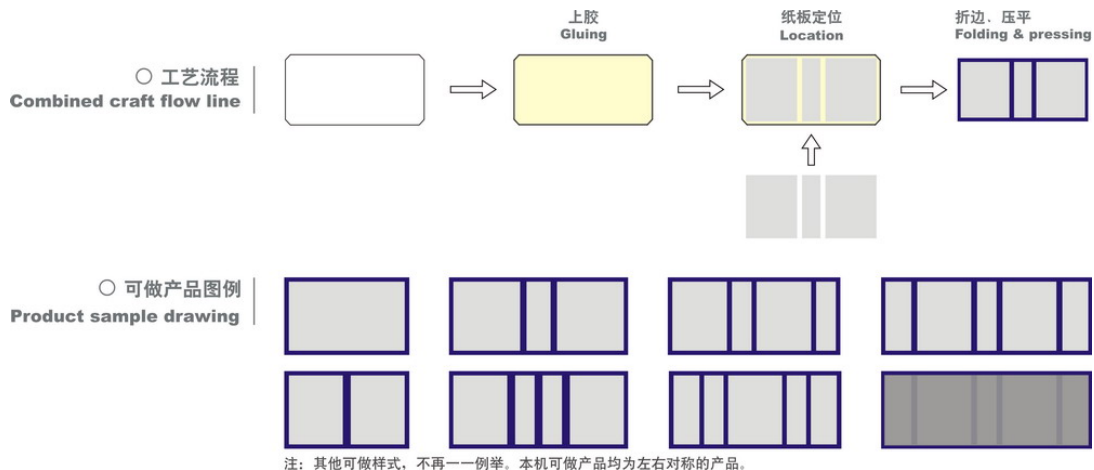 上胶
Gluing
纸板定位
Location
折边、压平
Folding & pressing
○ 工艺流程
Combined craft flow line
○ 可做产品图例
Product sample drawing
注：其他可做样式，不再一一例举。本机可做产品均为左右对称的产品。